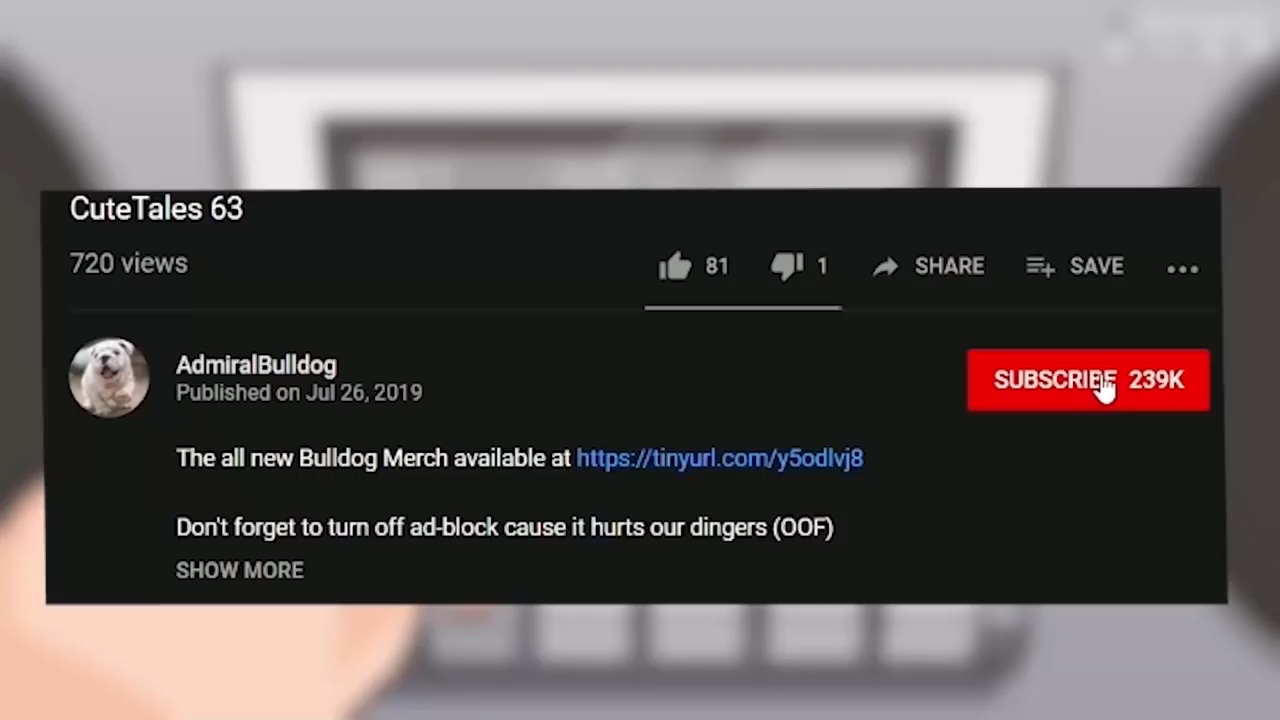 CuteTales 63
720 views
81 1 SHARE SAVE
AdmiralBulldog
Published on Jul 26, 2019
SUBSCRIBE 239K
The all new Bulldog Merch available at https://tinyurl.com/y5odlvj8
Don't forget to turn off ad-block cause it hurts our dingers (OOF)
SHOW MORE